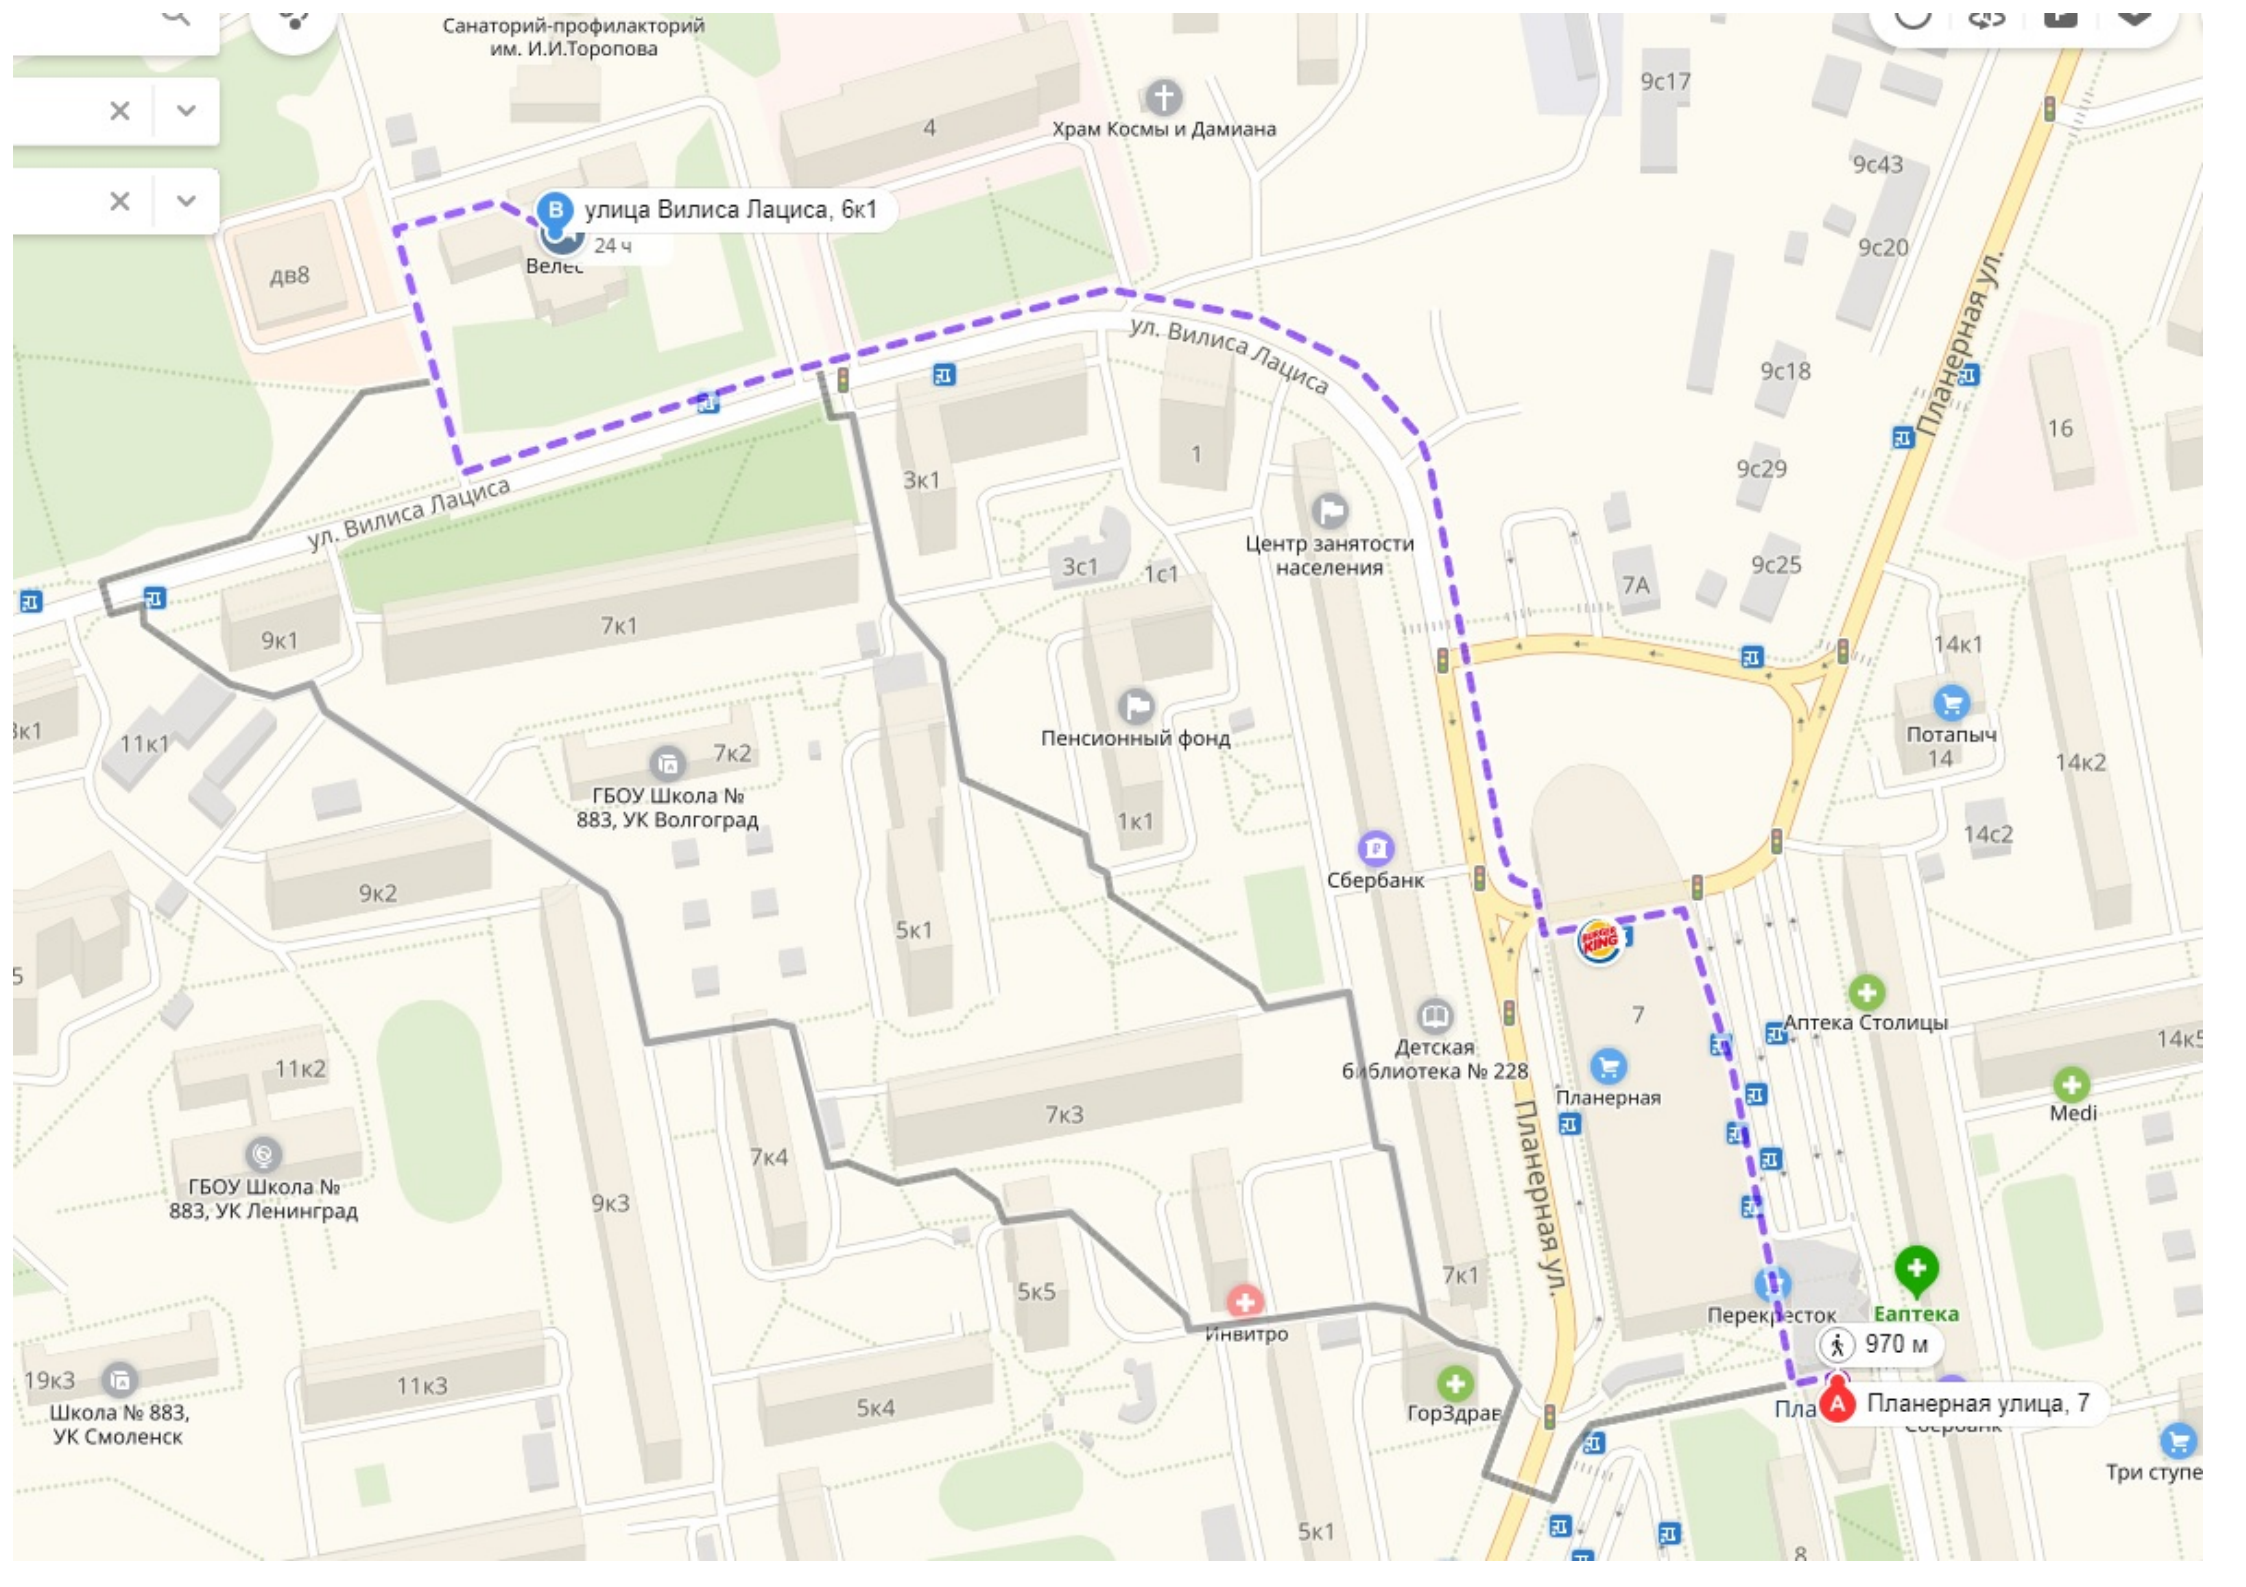 Санаторий-профилакторий
им. И.И.Торопова
4
Храм Космы и Дамиана
9с17
9с43
9с20
B
улица Вилиса Лациса, 6к1
24 ч
Велес
дв8
ул. Вилиса Лациса
Планерная ул.
9с18
16
3к1
1
9с29
Центр занятости
населения
ул. Вилиса Лациса
3с1
1с1
7А
9с25
9к1
7к1
14к1
Потапыч
14
14к2
11к1
7к2
Пенсионный фонд
ГБОУ Школа №
883, УК Волгоград
1к1
14с2
Сбербанк
9к2
5к1
BURGER
KING
7
Аптека Столицы
Детская
библиотека № 228
11к2
7к3
Планерная
Medi
7к4
ГБОУ Школа №
883, УК Ленинград
9к3
Планерная ул.
5к5
7к1
Инвитро
Перекресток
Еаптека
970 м
19к3
11к3
5к4
ГорЗдрав
A
Планерная улица, 7
Школа № 883,
УК Смоленск
5к1
8